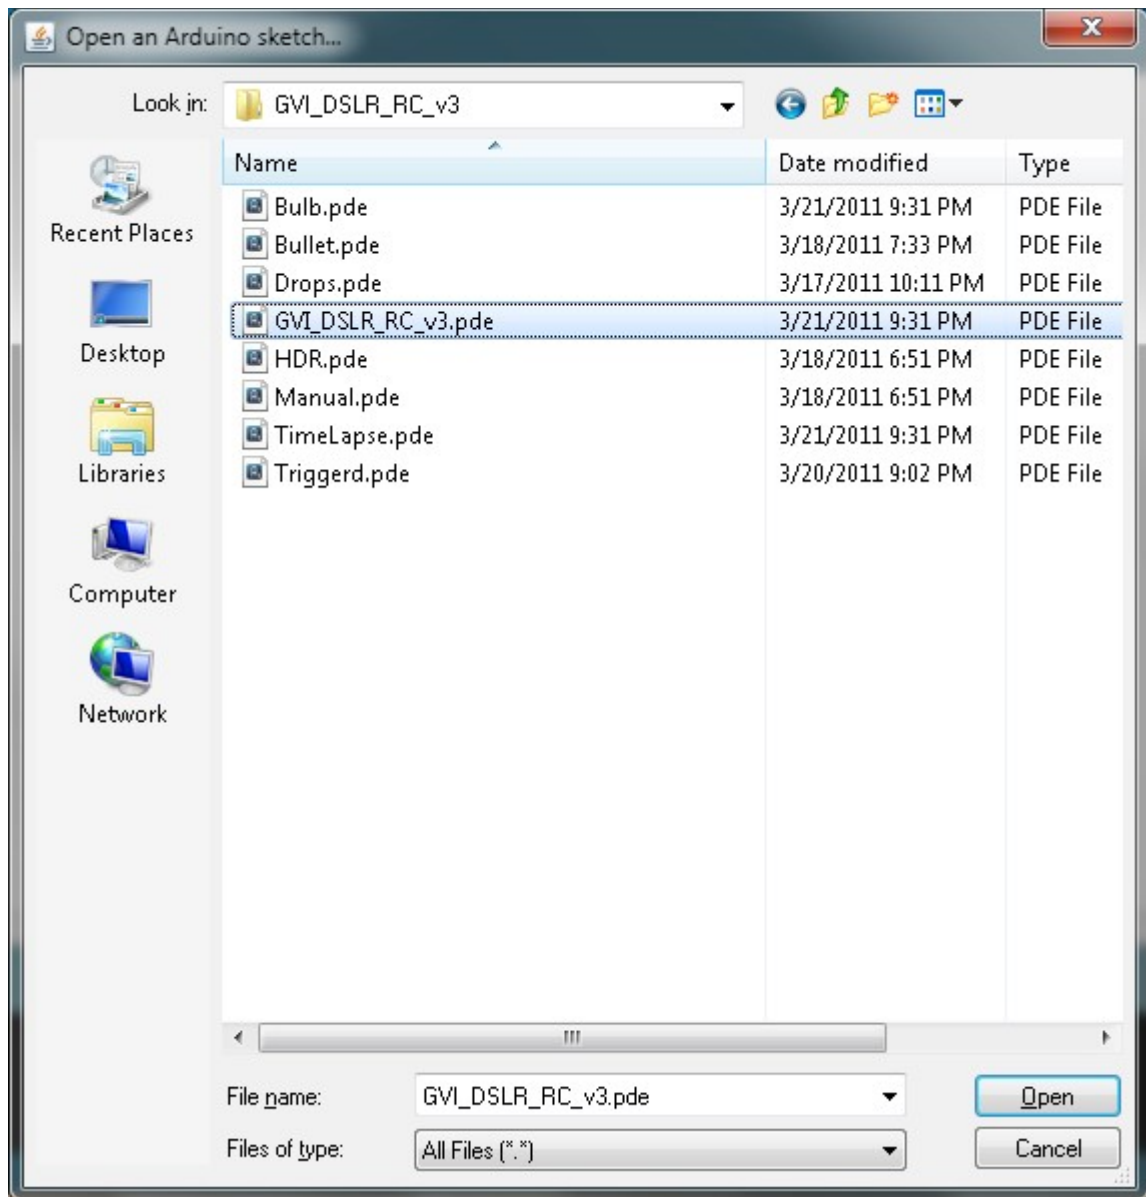 Open an Arduino sketch...
Look in: GVI_DSLR_RC_v3
Name Date modified Type
Recent Places
Desktop
Libraries
Computer
Network
Bulb.pde 3/21/2011 9:31 PM PDE File
Bullet.pde 3/18/2011 7:33 PM PDE File
Drops.pde 3/17/2011 10:11 PM PDE File
GVI_DSLR_RC_v3.pde 3/21/2011 9:31 PM PDE File
HDR.pde 3/18/2011 6:51 PM PDE File
Manual.pde 3/18/2011 6:51 PM PDE File
TimeLapse.pde 3/21/2011 9:31 PM PDE File
Triggerd.pde 3/20/2011 9:02 PM PDE File
File name: GVI_DSLR_RC_v3.pde Open
Files of type: All Files (*.*) Cancel